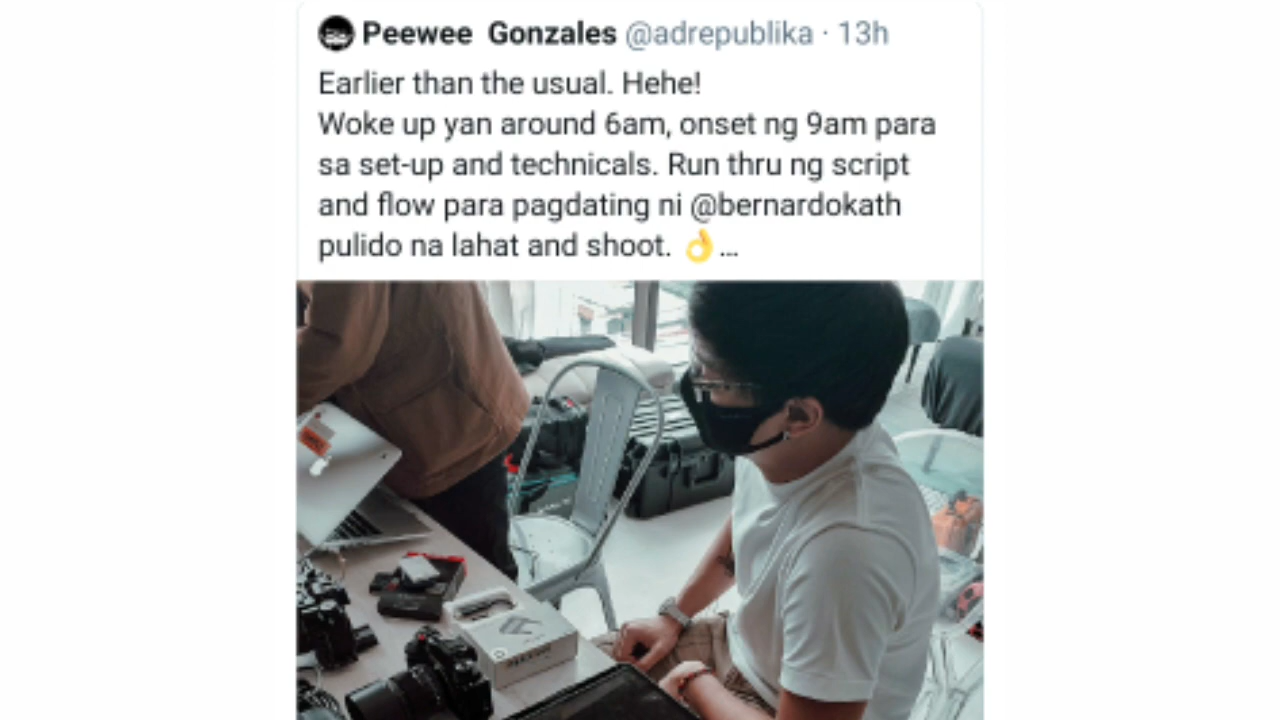 Peewee Gonzales @adrepublika · 13h
Earlier than the usual. Hehe!
Woke up yan around 6am, onset ng 9am para
sa set-up and technicals. Run thru ng script
and flow para pagdating ni @bernardokath
pulido na lahat and shoot. 👌...